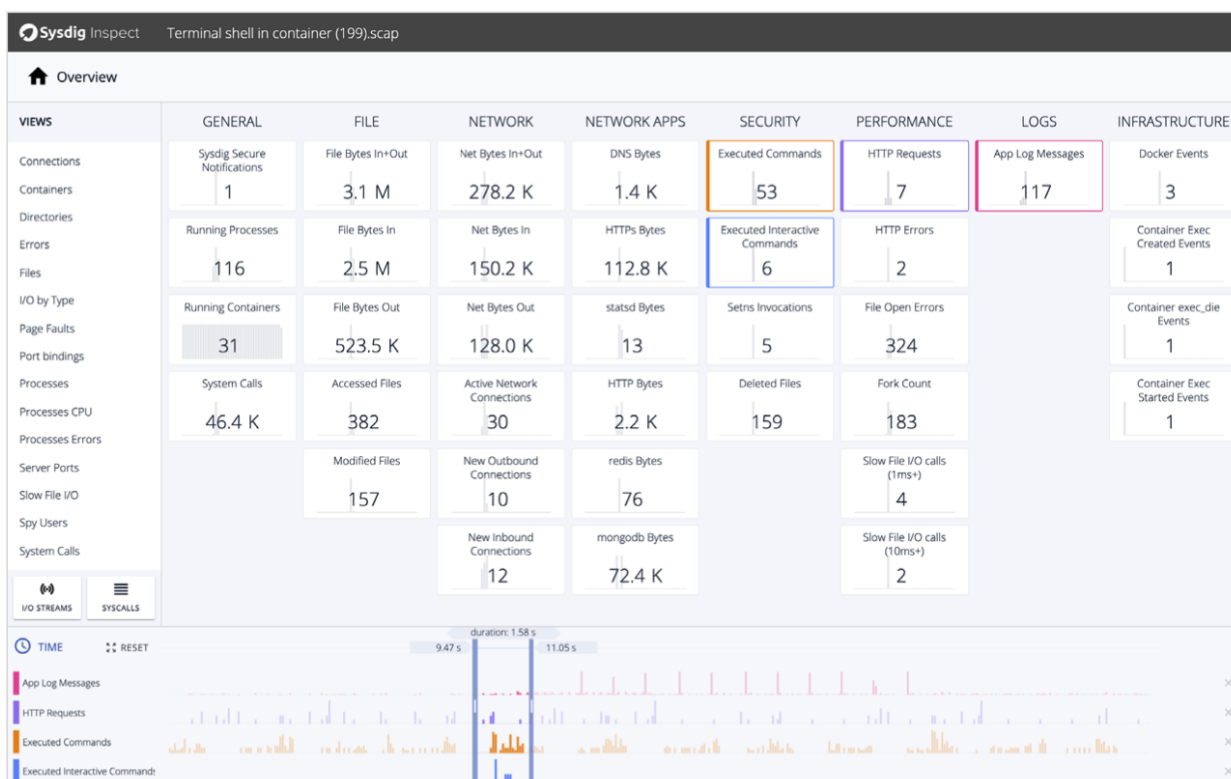 Sysdig Inspect Terminal shell in container (199).scap
Overview
VIEWS
Connections
Containers
Directories
Errors
Files
I/O by Type
Page Faults
Port bindings
Processes
Processes CPU
Processes Errors
Server Ports
Slow File I/O
Spy Users
System Calls
I/O STREAMS
SYSCALLS
GENERAL
Sysdig Secure
Notifications
1
Running Processes
116
Running Containers
31
System Calls
46.4 K
FILE
File Bytes In+Out
3.1 M
File Bytes In
2.5 M
File Bytes Out
523.5 K
Accessed Files
382
Modified Files
157
NETWORK
Net Bytes In+Out
278.2 K
Net Bytes In
150.2 K
Net Bytes Out
128.0 K
Active Network
Connections
30
New Outbound
Connections
10
New Inbound
Connections
12
NETWORK APPS
DNS Bytes
1.4 K
HTTPs Bytes
112.8 K
statsd Bytes
13
HTTP Bytes
2.2 K
redis Bytes
76
mongodb Bytes
72.4 K
SECURITY
Executed Commands
53
Executed Interactive
Commands
6
Setns Invocations
5
Deleted Files
159
PERFORMANCE
HTTP Requests
7
HTTP Errors
2
File Open Errors
324
Fork Count
183
Slow File I/O calls
(1ms+)
4
Slow File I/O calls
(10ms+)
2
LOGS
App Log Messages
117
INFRASTRUCTURE
Docker Events
3
Container Exec
Created Events
1
Container exec_die
Events
1
Container Exec
Started Events
1
TIME
RESET
duration: 1.58 s
9.47 s
11.05 s
App Log Messages
HTTP Requests
Executed Commands
Executed Interactive Commands